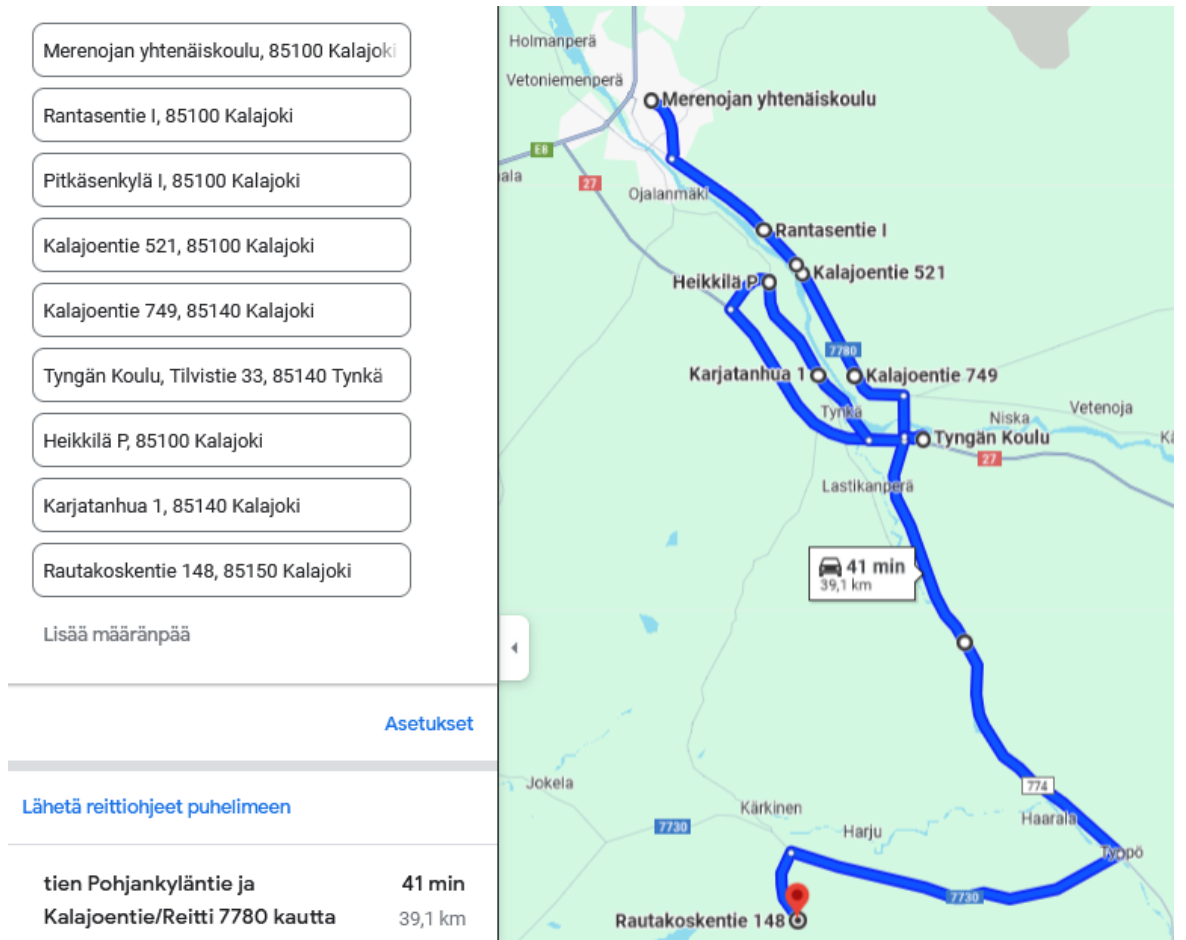 Merenojan yhtenäiskoulu, 85100 Kalajoki
Rantasentie I, 85100 Kalajoki
Pitkäsenkylä I, 85100 Kalajoki
Kalajoentie 521, 85100 Kalajoki
Kalajoentie 749, 85140 Kalajoki
Tyngän Koulu, Tilvistie 33, 85140 Tynkä
Heikkilä P, 85100 Kalajoki
Karjatanhua 1, 85140 Kalajoki
Rautakoskentie 148, 85150 Kalajoki
Lisää määränpää
Asetukset
Lähetä reittiohjeet puhelimeen
tien Pohjankyläntie ja
Kalajoentie/Reitti 7780 kautta
41 min
39,1 km
Holmanperä
Vetoniemenperä
Merenojan yhtenäiskoulu
E8
ala
27
Ojalanmäki
Rantasentie I
Heikkilä P
Kalajoentie 521
7780
Karjatanhua 1
Kalajoentie 749
Tynkä
Niska
Vetenoja
Tyngän Koulu
Kä
27
Lastikanperä
41 min
39,1 km
Jokela
774
Kärkinen
7730
Harju
Haarala
Typpö
7730
Rautakoskentie 148